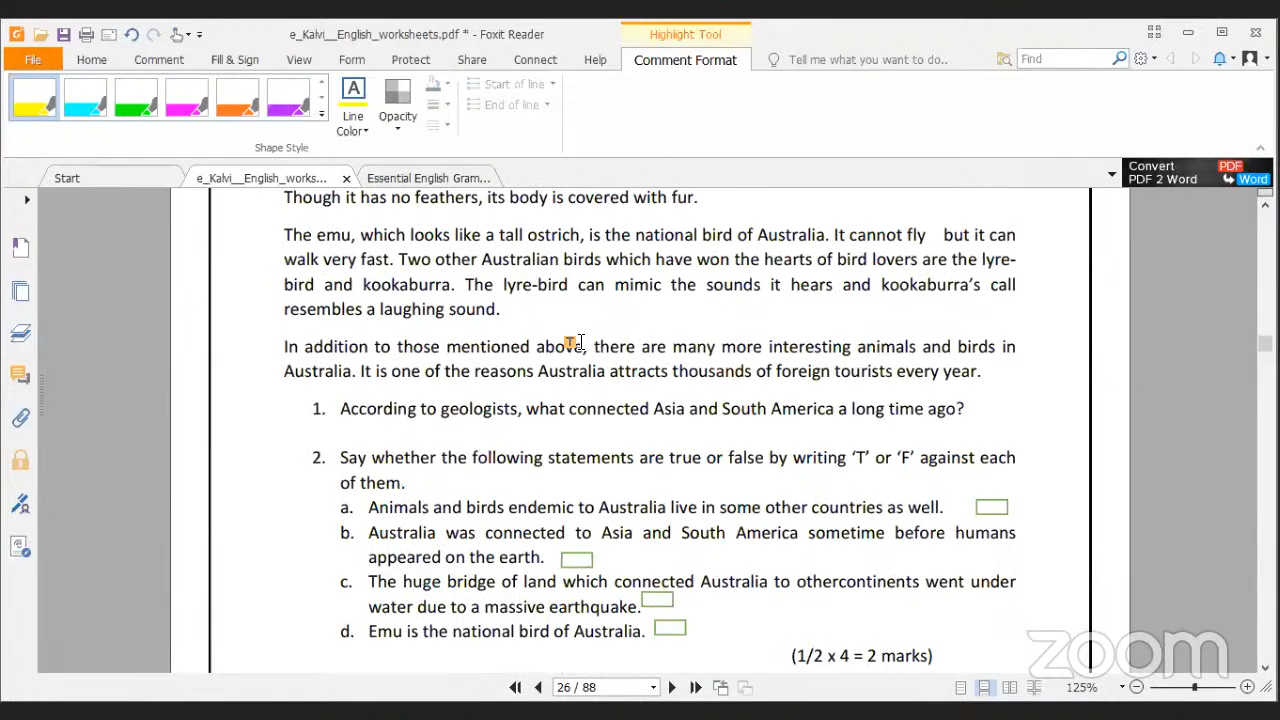 e_Kalvi__English_worksheets.pdf * - Foxit Reader
Highlight Tool
File Home Comment Fill & Sign View Form Protect Share Connect Help Comment Format Tell me what you want to do.. Find
Line Color Opacity
Start of line
End of line
Shape Style
Start e_Kalvi__English_works... Essential English Gram...
Convert PDF
PDF 2 Word Word
Though it has no feathers, its body is covered with fur.
The emu, which looks like a tall ostrich, is the national bird of Australia. It cannot fly but it can
walk very fast. Two other Australian birds which have won the hearts of bird lovers are the lyre-
bird and kookaburra. The lyre-bird can mimic the sounds it hears and kookaburra's call
resembles a laughing sound.
In addition to those mentioned above, there are many more interesting animals and birds in
Australia. It is one of the reasons Australia attracts thousands of foreign tourists every year.
1. According to geologists, what connected Asia and South America a long time ago?
2. Say whether the following statements are true or false by writing ‘T’ or ‘F’ against each
of them.
a. Animals and birds endemic to Australia live in some other countries as well.
b. Australia was connected to Asia and South America sometime before humans
appeared on the earth.
c. The huge bridge of land which connected Australia to othercontinents went under
water due to a massive earthquake.
d. Emu is the national bird of Australia.
(1/2 x 4 = 2 marks)
zoom
26 / 88
125%